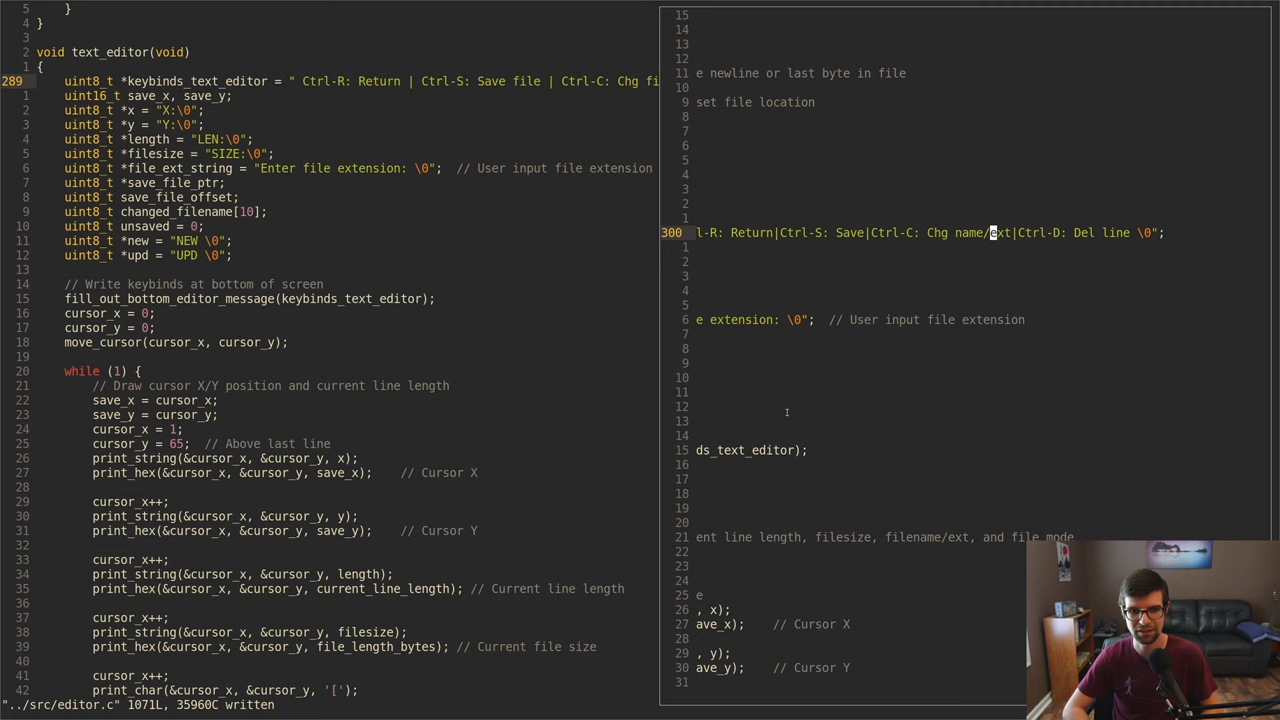 5 }
4 }
3
2 void text_editor(void)
1 {
289 uint8_t *keybinds_text_editor = " Ctrl-R: Return | Ctrl-S: Save file | Ctrl-C: Chg fi
1 uint16_t save_x, save_y;
2 uint8_t *x = "X:\0";
3 uint8_t *y = "Y:\0";
4 uint8_t *length = "LEN:\0";
5 uint8_t *filesize = "SIZE:\0";
6 uint8_t *file_ext_string = "Enter file extension: \0"; // User input file extension
7 uint8_t *save_file_ptr;
8 uint8_t save_file_offset;
9 uint8_t changed_filename[10];
10 uint8_t unsaved = 0;
11 uint8_t *new = "NEW \0";
12 uint8_t *upd = "UPD \0";
13
14 // Write keybinds at bottom of screen
15 fill_out_bottom_editor_message(keybinds_text_editor);
16 cursor_x = 0;
17 cursor_y = 0;
18 move_cursor(cursor_x, cursor_y);
19
20 while (1) {
21 // Draw cursor X/Y position and current line length
22 save_x = cursor_x;
23 save_y = cursor_y;
24 cursor_x = 1;
25 cursor_y = 65; // Above last line
26 print_string(&cursor_x, &cursor_y, x);
27 print_hex(&cursor_x, &cursor_y, save_x); // Cursor X
28
29 cursor_x++;
30 print_string(&cursor_x, &cursor_y, y);
31 print_hex(&cursor_x, &cursor_y, save_y); // Cursor Y
32
33 cursor_x++;
34 print_string(&cursor_x, &cursor_y, length);
35 print_hex(&cursor_x, &cursor_y, current_line_length); // Current line length
36
37 cursor_x++;
38 print_string(&cursor_x, &cursor_y, filesize);
39 print_hex(&cursor_x, &cursor_y, file_length_bytes); // Current file size
40
41 cursor_x++;
42 print_char(&cursor_x, &cursor_y, '[');
"../src/editor.c" 1071L, 35960C written
15
14
13
12
11 e newline or last byte in file
10
9 set file location
8
7
6
5
4
3
2
1
300 l-R: Return|Ctrl-S: Save|Ctrl-C: Chg name/ext|Ctrl-D: Del line \0";
1
2
3
4
5
6 e extension: \0"; // User input file extension
7
8
9
10
11
12
13
14
15 ds_text_editor);
16
17
18
19
20
21 ent line length, filesize, filename/ext, and file mode
22
23
24
25 e
26 , x);
27 ave_x); // Cursor X
28
29 , y);
30 ave_y); // Cursor Y
31